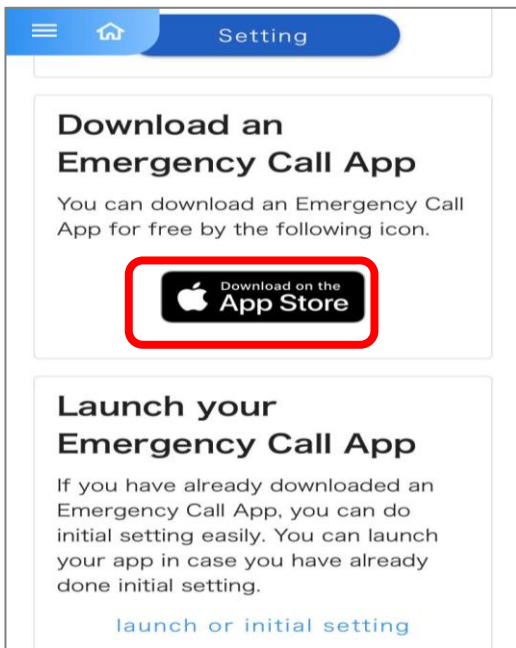 Setting
Download an
Emergency Call App
You can download an Emergency Call
App for free by the following icon.
Download on the
App Store
Launch your
Emergency Call App
If you have already downloaded an
Emergency Call App, you can do
initial setting easily. You can launch
your app in case you have already
done initial setting.
launch or initial setting